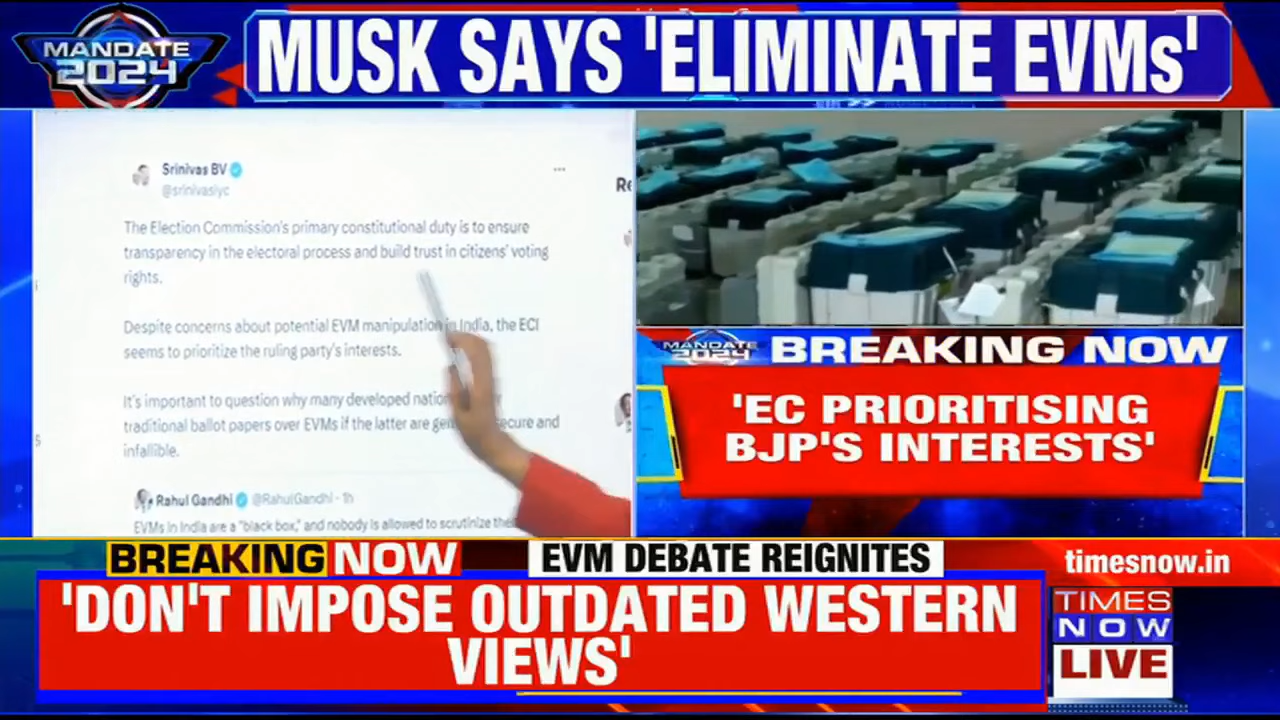 MANDATE
2024
MUSK SAYS 'ELIMINATE EVMs'
Srinivas BV
@srinivasiyc
The Election Commission's primary constitutional duty is to ensure
transparency in the electoral process and build trust in citizens' voting
rights.
Despite concerns about potential EVM manipulation in India, the ECI
seems to prioritize the ruling party's interests.
It's important to question why many developed
traditional ballot papers over EVMs if the latter are secure and
infallible.
Rahul Gandhi @RahulGandhi - 1h
EVMs in India are a "black box," and nobody is allowed to scrutinize
Re
MANDATE
2024
BREAKING NOW
'EC PRIORITISING
BJP'S INTERESTS'
BREAKING NOW
EVM DEBATE REIGNITES
timesnow.in
'DON'T IMPOSE OUTDATED WESTERN
VIEWS'
TIMES
NOW
LIVE